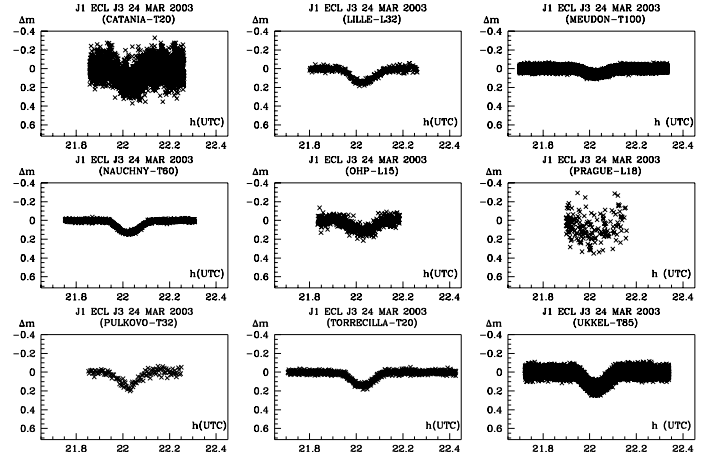 J1 ECL J3 24 MAR 2003
(CATANIA-T20)
Δm
-0.4
-0.2
0
0.2
0.4
0.6
h(UTC)
21.8 22 22.2 22.4
J1 ECL J3 24 MAR 2003
(LILLE-L32)
Δm
-0.4
-0.2
0
0.2
0.4
0.6
h(UTC)
21.8 22 22.2 22.4
J1 ECL J3 24 MAR 2003
(MEUDON-T100)
Δm
-0.4
-0.2
0
0.2
0.4
0.6
h (UTC)
21.8 22 22.2 22.4
J1 ECL J3 24 MAR 2003
(NAUCHNY-T60)
Δm
-0.4
-0.2
0
0.2
0.4
0.6
h(UTC)
21.8 22 22.2 22.4
J1 ECL J3 24 MAR 2003
(OHP-L15)
Δm
-0.4
-0.2
0
0.2
0.4
0.6
h(UTC)
21.8 22 22.2 22.4
J1 ECL J3 24 MAR 2003
(PRAGUE-L18)
Δm
-0.4
-0.2
0
0.2
0.4
0.6
h (UTC)
21.8 22 22.2 22.4
J1 ECL J3 24 MAR 2003
(PULKOVO-T32)
Δm
-0.4
-0.2
0
0.2
0.4
0.6
h(UTC)
21.8 22 22.2 22.4
J1 ECL J3 24 MAR 2003
(TORRECILLA-T20)
Δm
-0.4
-0.2
0
0.2
0.4
0.6
h(UTC)
21.8 22 22.2 22.4
J1 ECL J3 24 MAR 2003
(UKKEL-T85)
Δm
-0.4
-0.2
0
0.2
0.4
0.6
h (UTC)
21.8 22 22.2 22.4